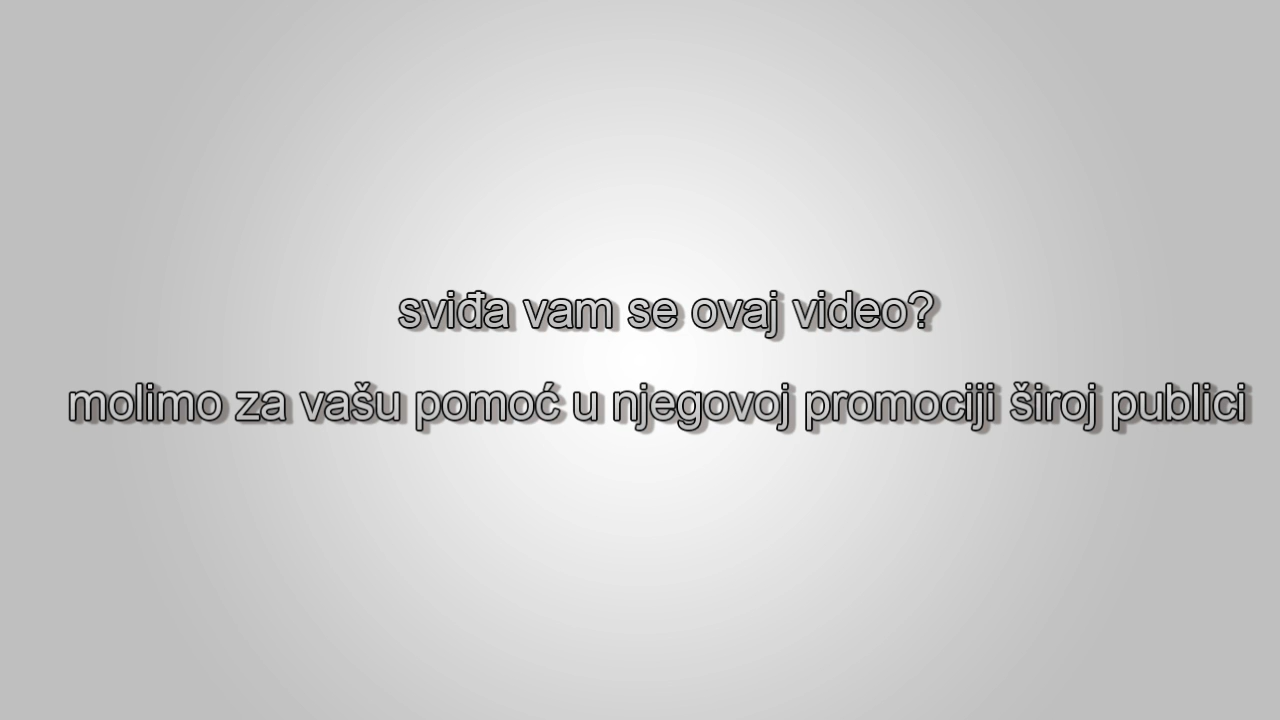 sviđa vam se ovaj video?
molimo za vašu pomoć u njegovoj promociji široj publici